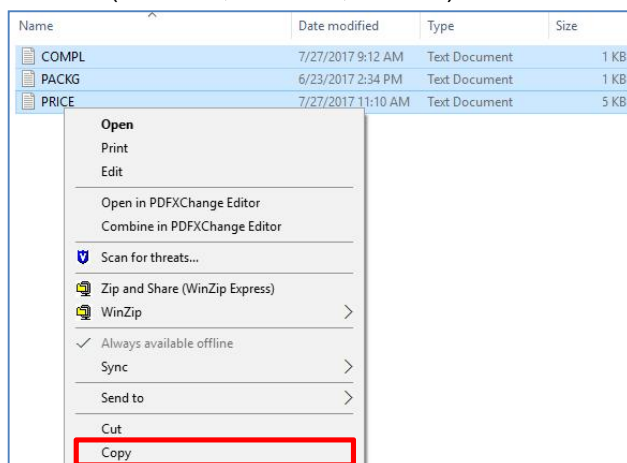 Name Date modified Type Size
COMPL 7/27/2017 9:12 AM Text Document 1 KB
PACKG 6/23/2017 2:34 PM Text Document 1 KB
PRICE 7/27/2017 11:10 AM Text Document 5 KB
Open
Print
Edit
Open in PDFXChange Editor
Combine in PDFXChange Editor
Scan for threats...
Zip and Share (WinZip Express)
WinZip
Always available offline
Sync
Send to
Cut
Copy